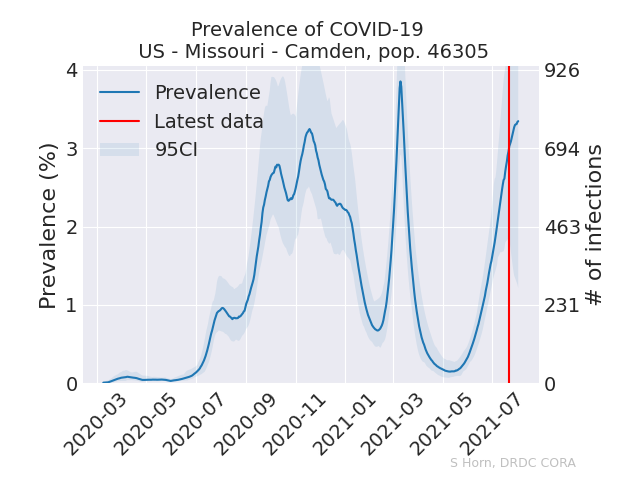 Prevalence of COVID-19
US - Missouri - Camden, pop. 46305
Prevalence
Latest data
95CI
Prevalence (%)
4
3
2
1
0
926
694
463
231
0
# of infections
2020-03
2020-05
2020-07
2020-09
2020-11
2021-01
2021-03
2021-05
2021-07
S Horn, DRDC CORA